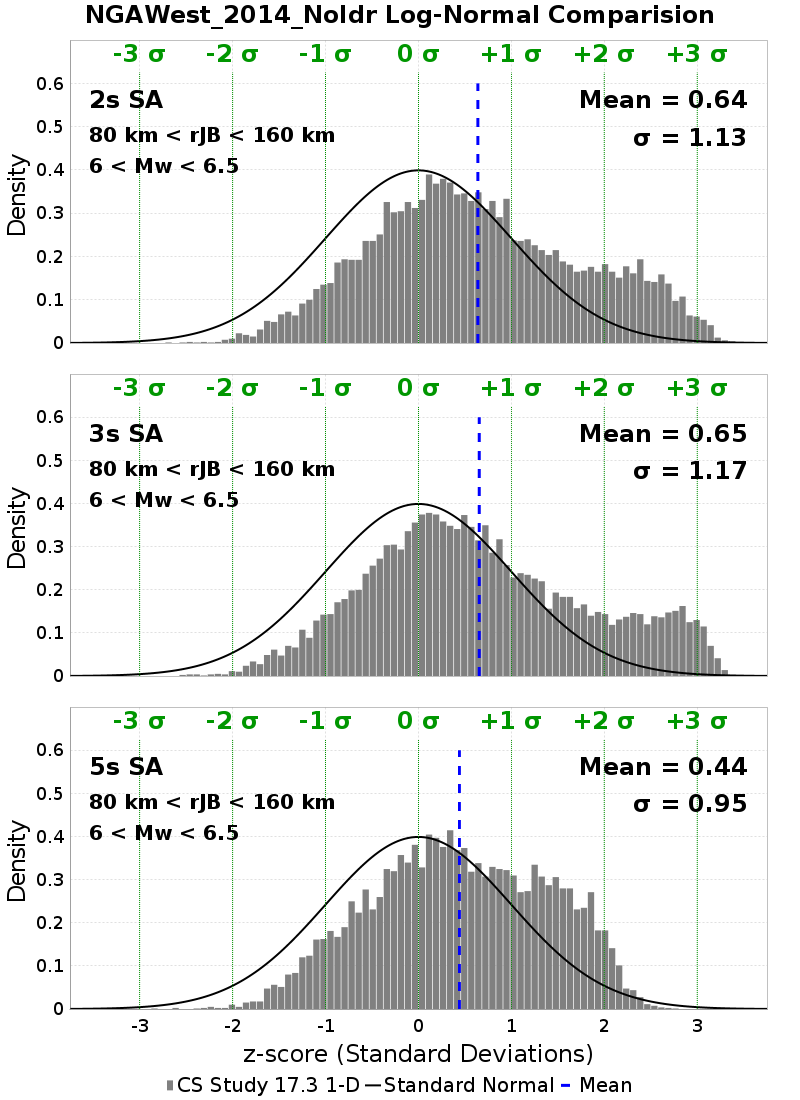 NGAWest_2014_NoIdr Log-Normal Comparision
-3 σ -2 σ -1 σ 0 σ +1 σ +2 σ +3 σ
2s SA
Mean = 0.64
80 km < rJB < 160 km
σ = 1.13
6 < Mw < 6.5
Density
0.6
0.5
0.4
0.3
0.2
0.1
0
-3 σ -2 σ -1 σ 0 σ +1 σ +2 σ +3 σ
3s SA
Mean = 0.65
80 km < rJB < 160 km
σ = 1.17
6 < Mw < 6.5
Density
0.6
0.5
0.4
0.3
0.2
0.1
0
-3 σ -2 σ -1 σ 0 σ +1 σ +2 σ +3 σ
5s SA
Mean = 0.44
80 km < rJB < 160 km
σ = 0.95
6 < Mw < 6.5
Density
0.6
0.5
0.4
0.3
0.2
0.1
0
-3 -2 -1 0 1 2 3
z-score (Standard Deviations)
CS Study 17.3 1-D Standard Normal Mean